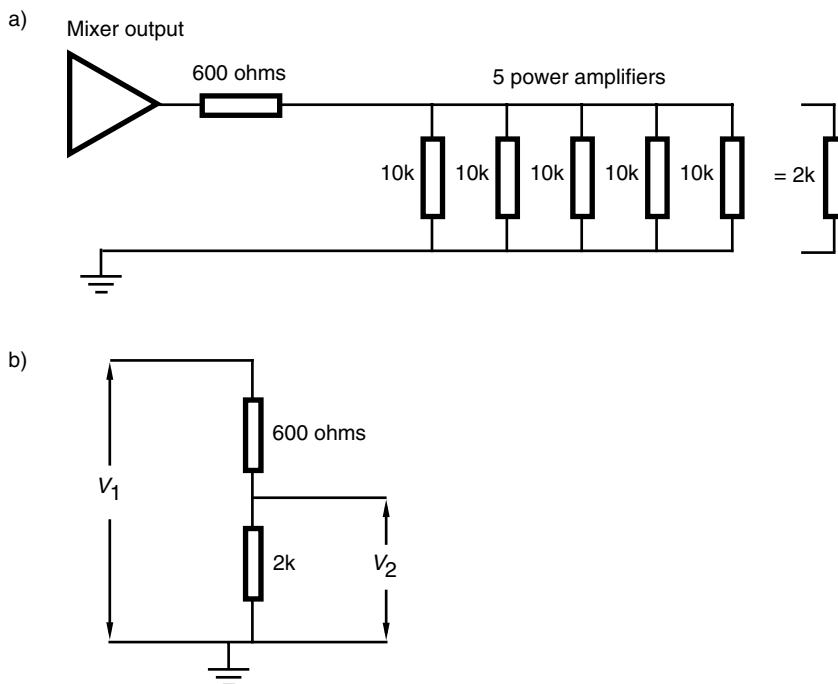 a)
Mixer output
600 ohms
5 power amplifiers
10k 10k 10k 10k 10k = 2k
b)
600 ohms
V1
2k
V2